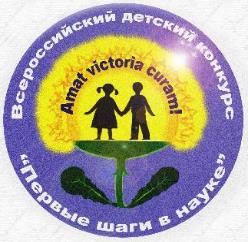 Всероссийский детский конкурс
Amat victoria curam!
"Первые шаги в науке"